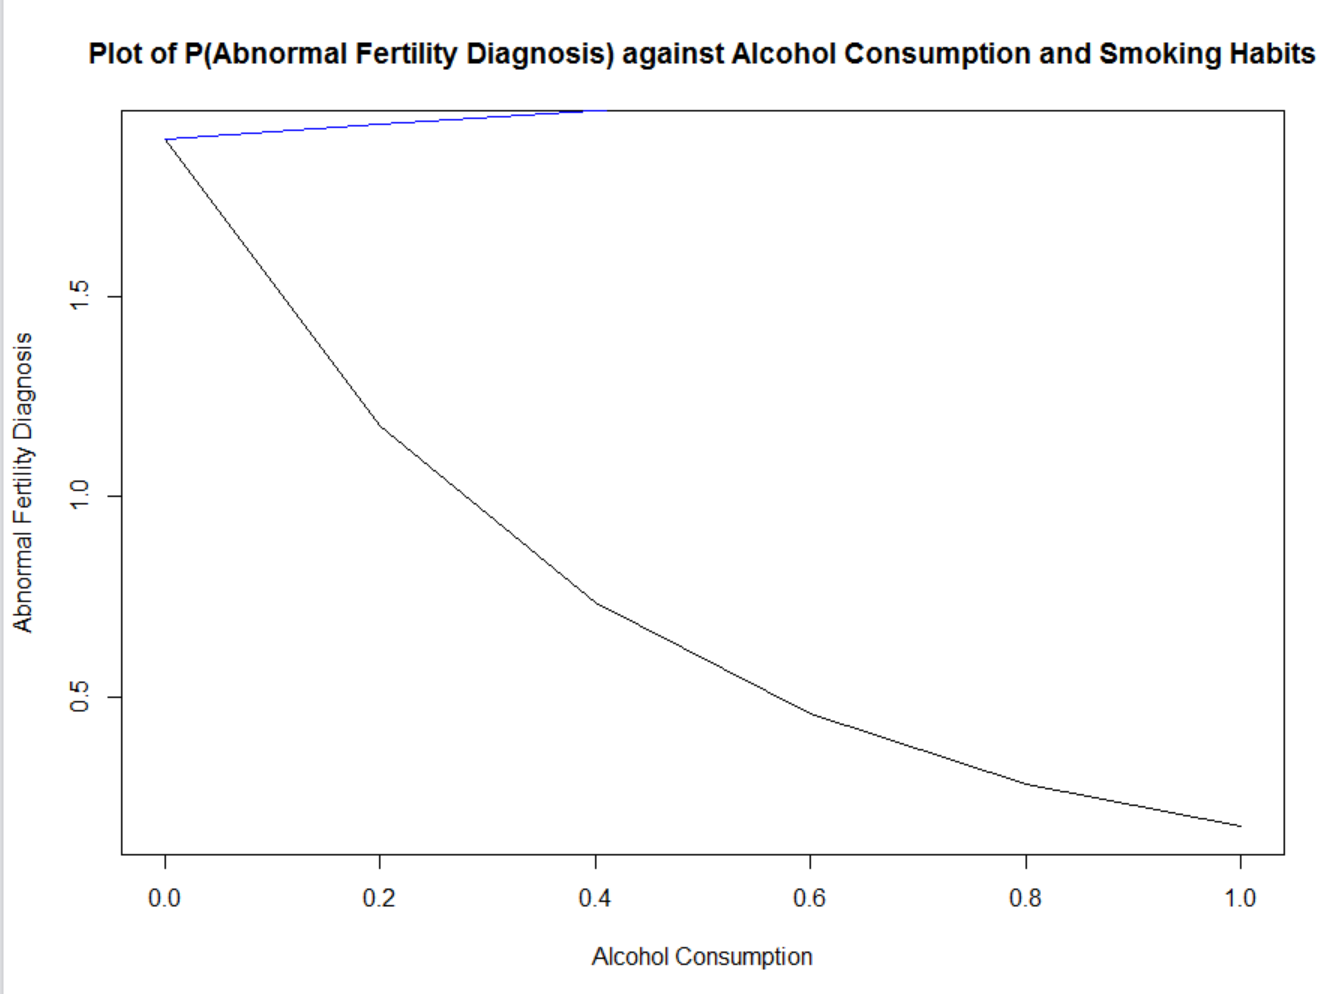 Plot of P(Abnormal Fertility Diagnosis) against Alcohol Consumption and Smoking Habits
Abnormal Fertility Diagnosis
1.5
1.0
0.5
0.0 0.2 0.4 0.6 0.8 1.0
Alcohol Consumption